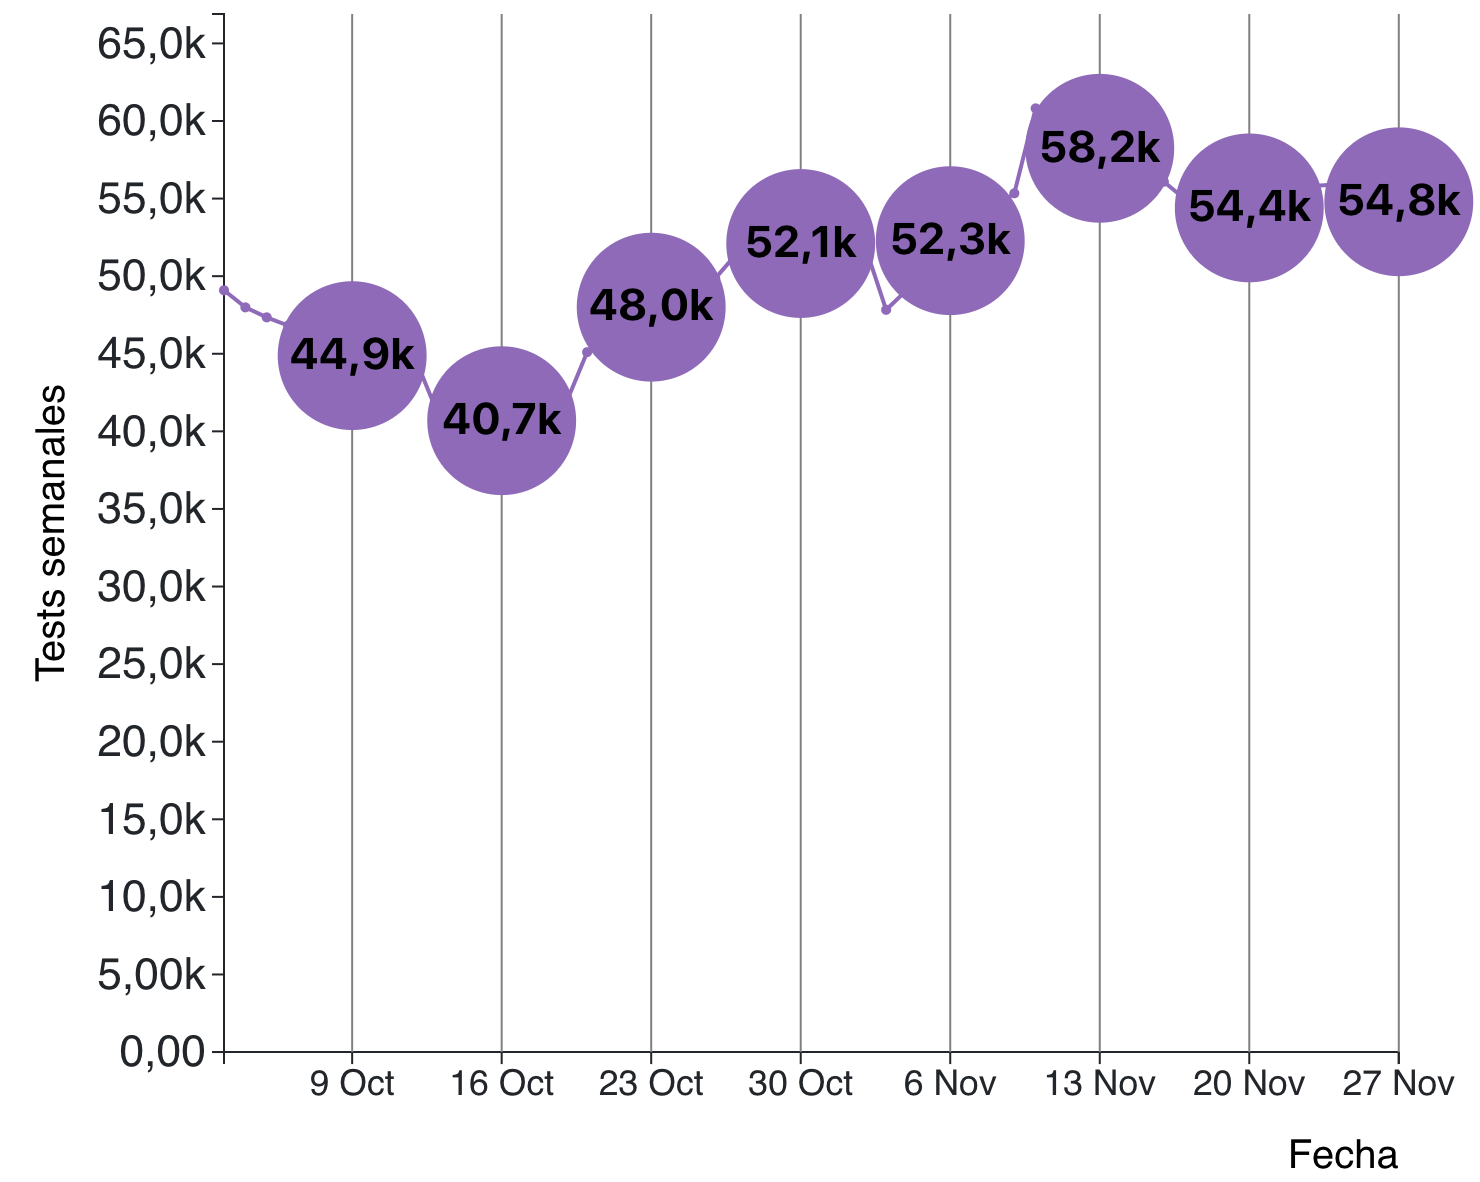 65,0k
60,0k
55,0k
50,0k
45,0k
40,0k
35,0k
30,0k
25,0k
20,0k
15,0k
10,0k
5,00k
0,00
Tests semanales
44,9k
40,7k
48,0k
52,1k
52,3k
58,2k
54,4k
54,8k
9 Oct 16 Oct 23 Oct 30 Oct 6 Nov 13 Nov 20 Nov 27 Nov
Fecha